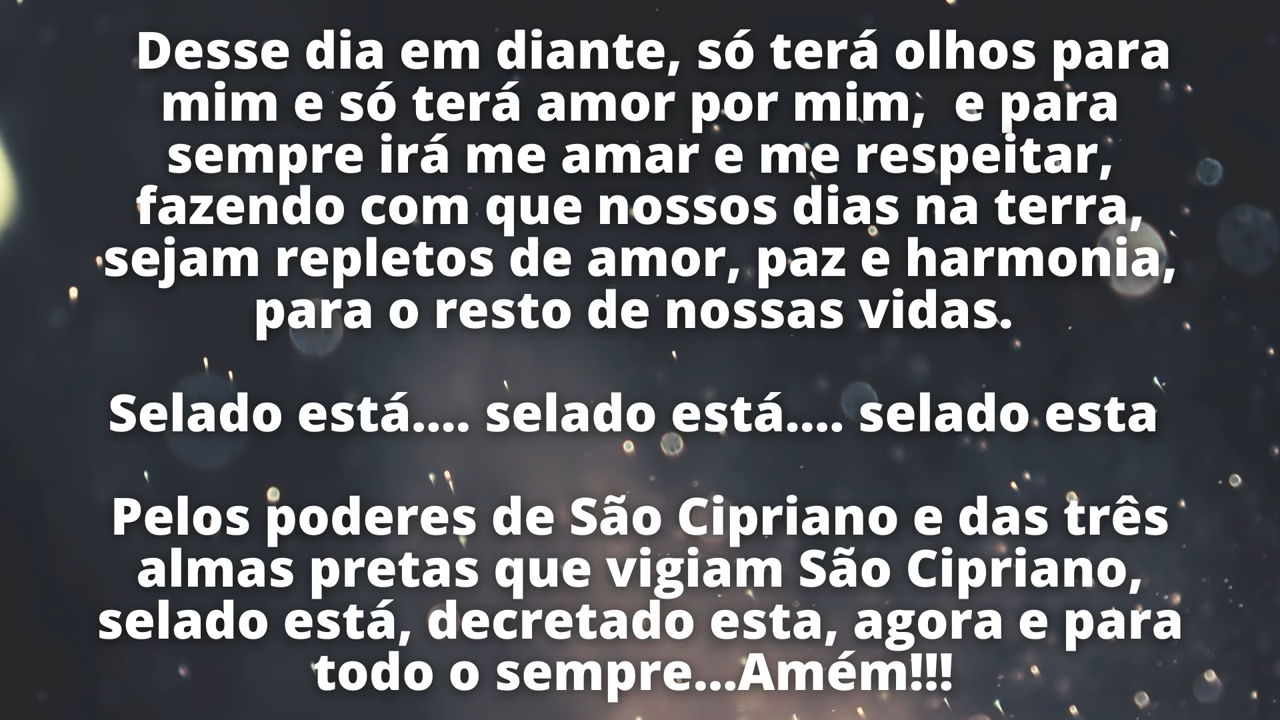 Desse dia em diante, só terá olhos para
mim e só terá amor por mim,  e para
sempre irá me amar e me respeitar,
fazendo com que nossos dias na terra,
sejam repletos de amor, paz e harmonia,
para o resto de nossas vidas.
Selado está.... selado está.... selado esta
Pelos poderes de São Cipriano e das três
almas pretas que vigiam São Cipriano,
selado está, decretado esta, agora e para
todo o sempre...Amém!!!